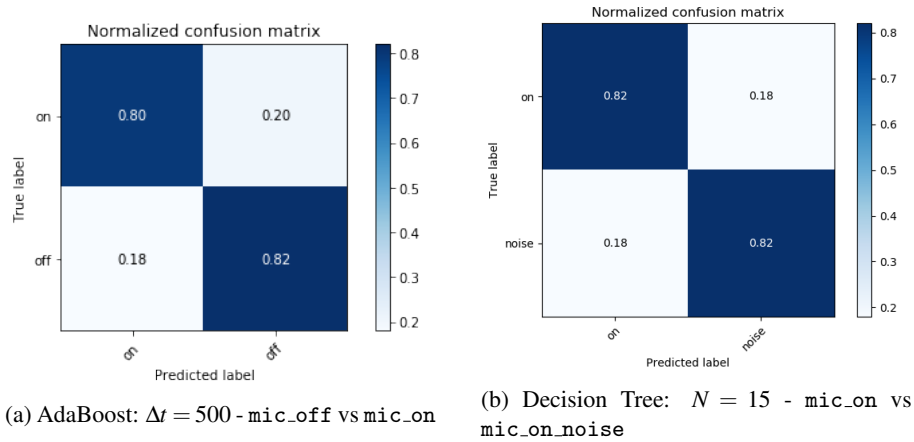 Normalized confusion matrix
True label
on
off
0.80
0.20
0.18
0.82
on
off
Predicted label
0.8
0.7
0.6
0.5
0.4
0.3
0.2
(a) AdaBoost: Δt = 500 - mic_off vs mic_on
Normalized confusion matrix
True label
on
noise
0.82
0.18
0.18
0.82
on
noise
Predicted label
0.8
0.7
0.6
0.5
0.4
0.3
0.2
(b) Decision Tree: N = 15 - mic_on vs
mic_on_noise